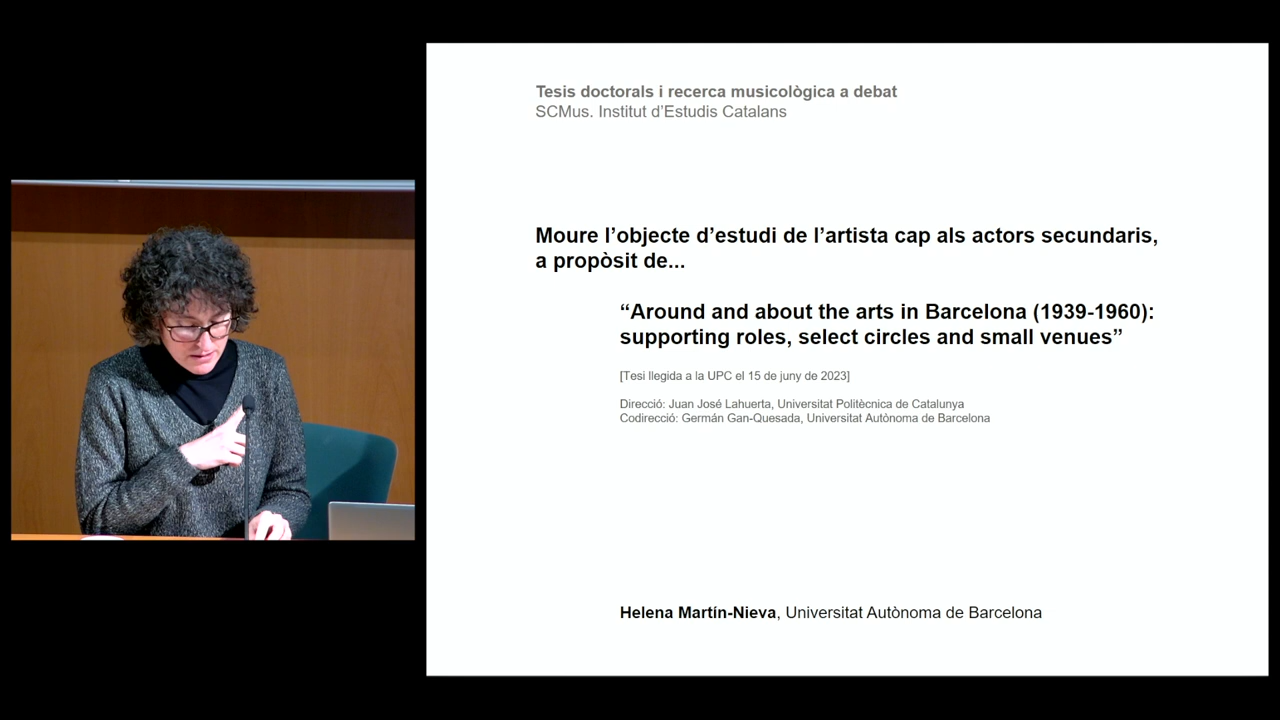 Tesis doctorals i recerca musicològica a debat
SCMus. Institut d'Estudis Catalans
Moure l’objecte d’estudi de l’artista cap als actors secundaris,
a propòsit de...
“Around and about the arts in Barcelona (1939-1960):
supporting roles, select circles and small venues”
[Tesi llegida a la UPC el 15 de juny de 2023]
Direcció: Juan José Lahuerta, Universitat Politècnica de Catalunya
Codirecció: Germán Gan-Quesada, Universitat Autònoma de Barcelona
Helena Martín-Nieva, Universitat Autònoma de Barcelona